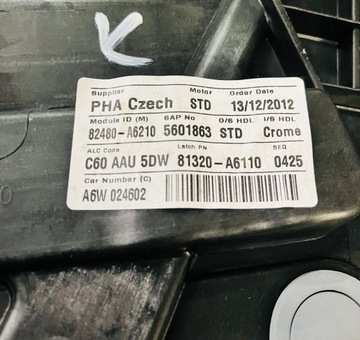 K
Supplier Motor Order Date
PHA Czech STD 13/12/2012
Module ID (M) SAP No O/S HDL I/S HDL
82480-A6210 5601863 STD Crome
ALC Code Latch PN SEQ
C60 AAU 5DW 81320-A6110 0425
Car Number (C)
A6W 024602